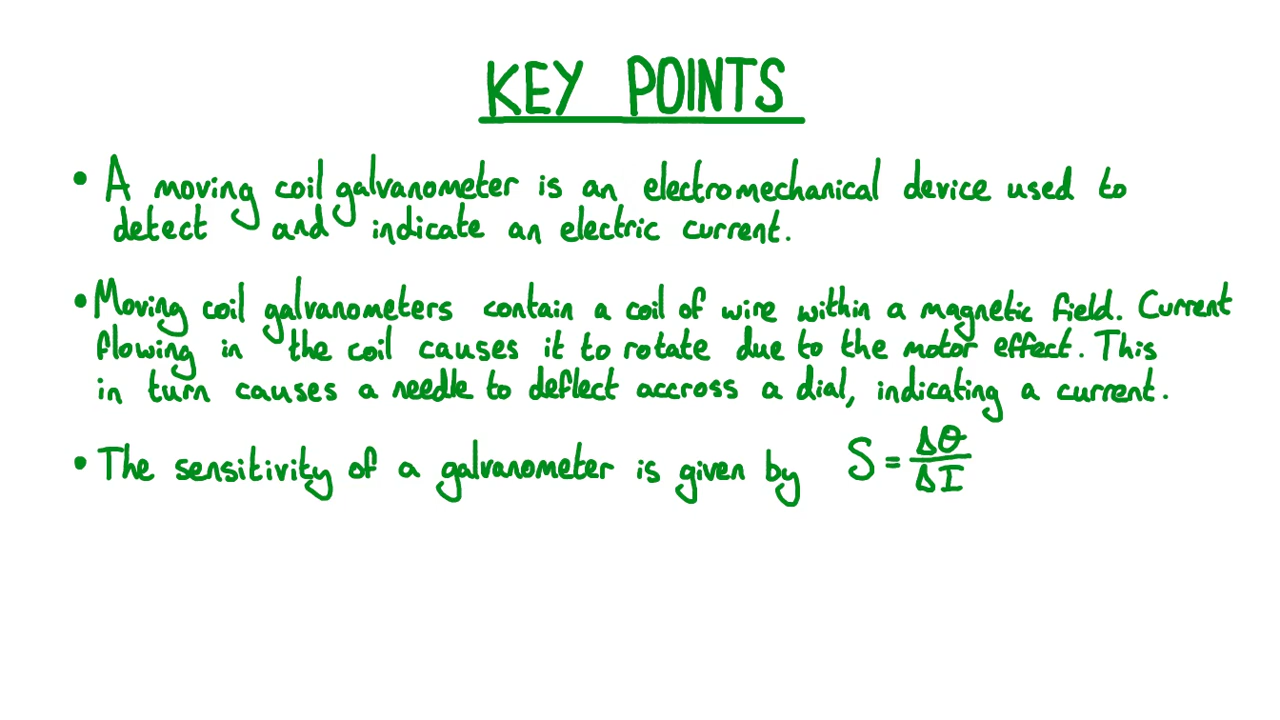 KEY POINTS
• A moving coil galvanometer is an electromechanical device used to
detect and indicate an electric current.
• Moving coil galvanometers contain a coil of wire within a magnetic field. Current
flowing in the coil causes it to rotate due to the motor effect. This
in turn causes a needle to deflect accross a dial, indicating a current.
• The sensitivity of a galvanometer is given by S = Δθ/ΔI